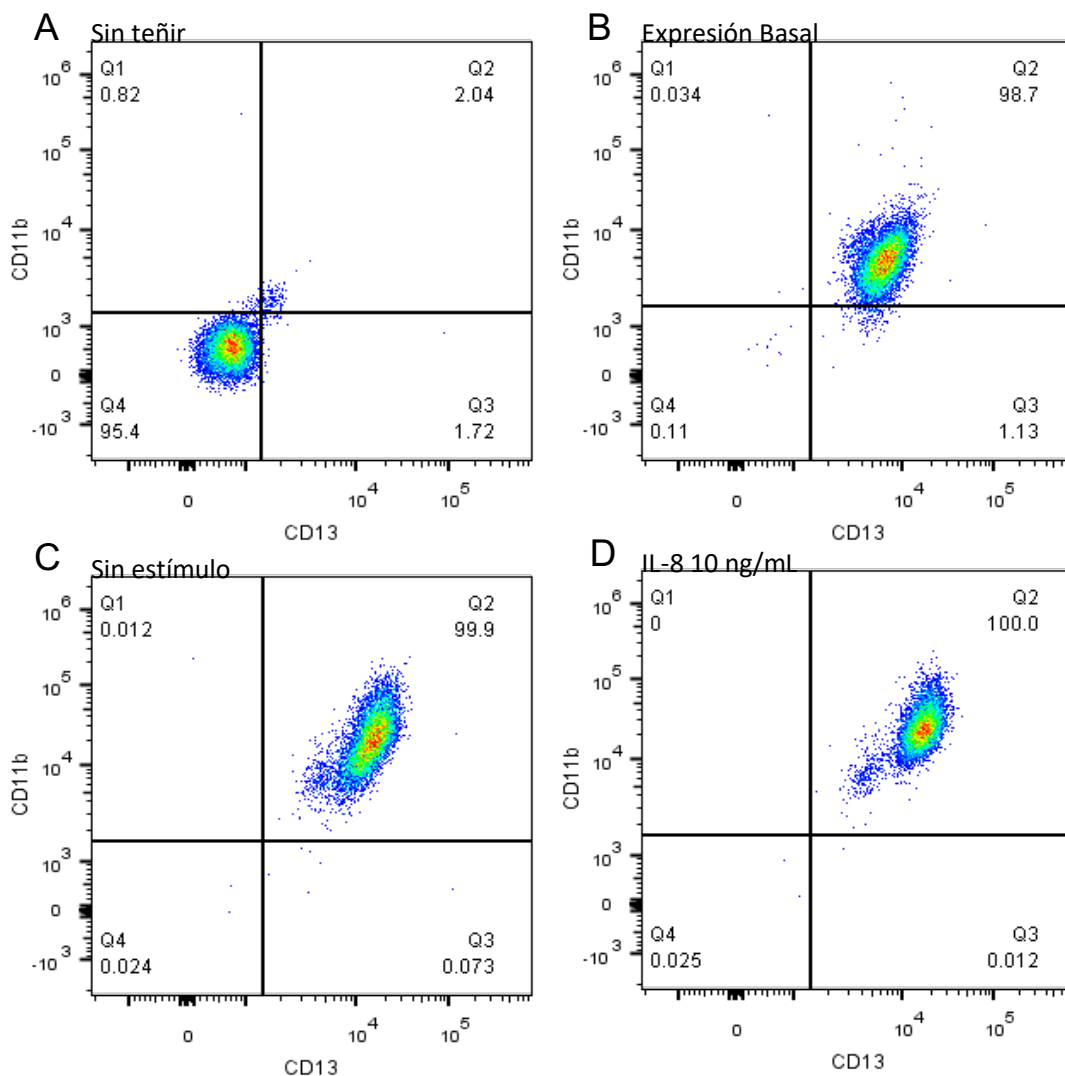 A Sin teñir
Q1
0.82
Q2
2.04
10^6
10^5
10^4
10^3
0
-10^3
CD11b
Q4
95.4
Q3
1.72
0 10^4 10^5
CD13
B Expresión Basal
Q1
0.034
Q2
98.7
10^6
10^5
10^4
10^3
0
-10^3
CD11b
Q4
0.11
Q3
1.13
0 10^4 10^5
CD13
C Sin estímulo
Q1
0.012
Q2
99.9
10^6
10^5
10^4
10^3
0
-10^3
CD11b
Q4
0.024
Q3
0.073
0 10^4 10^5
CD13
D IL-8 10 ng/mL
Q1
0
Q2
100.0
10^6
10^5
10^4
10^3
0
-10^3
CD11b
Q4
0.025
Q3
0.012
0 10^4 10^5
CD13